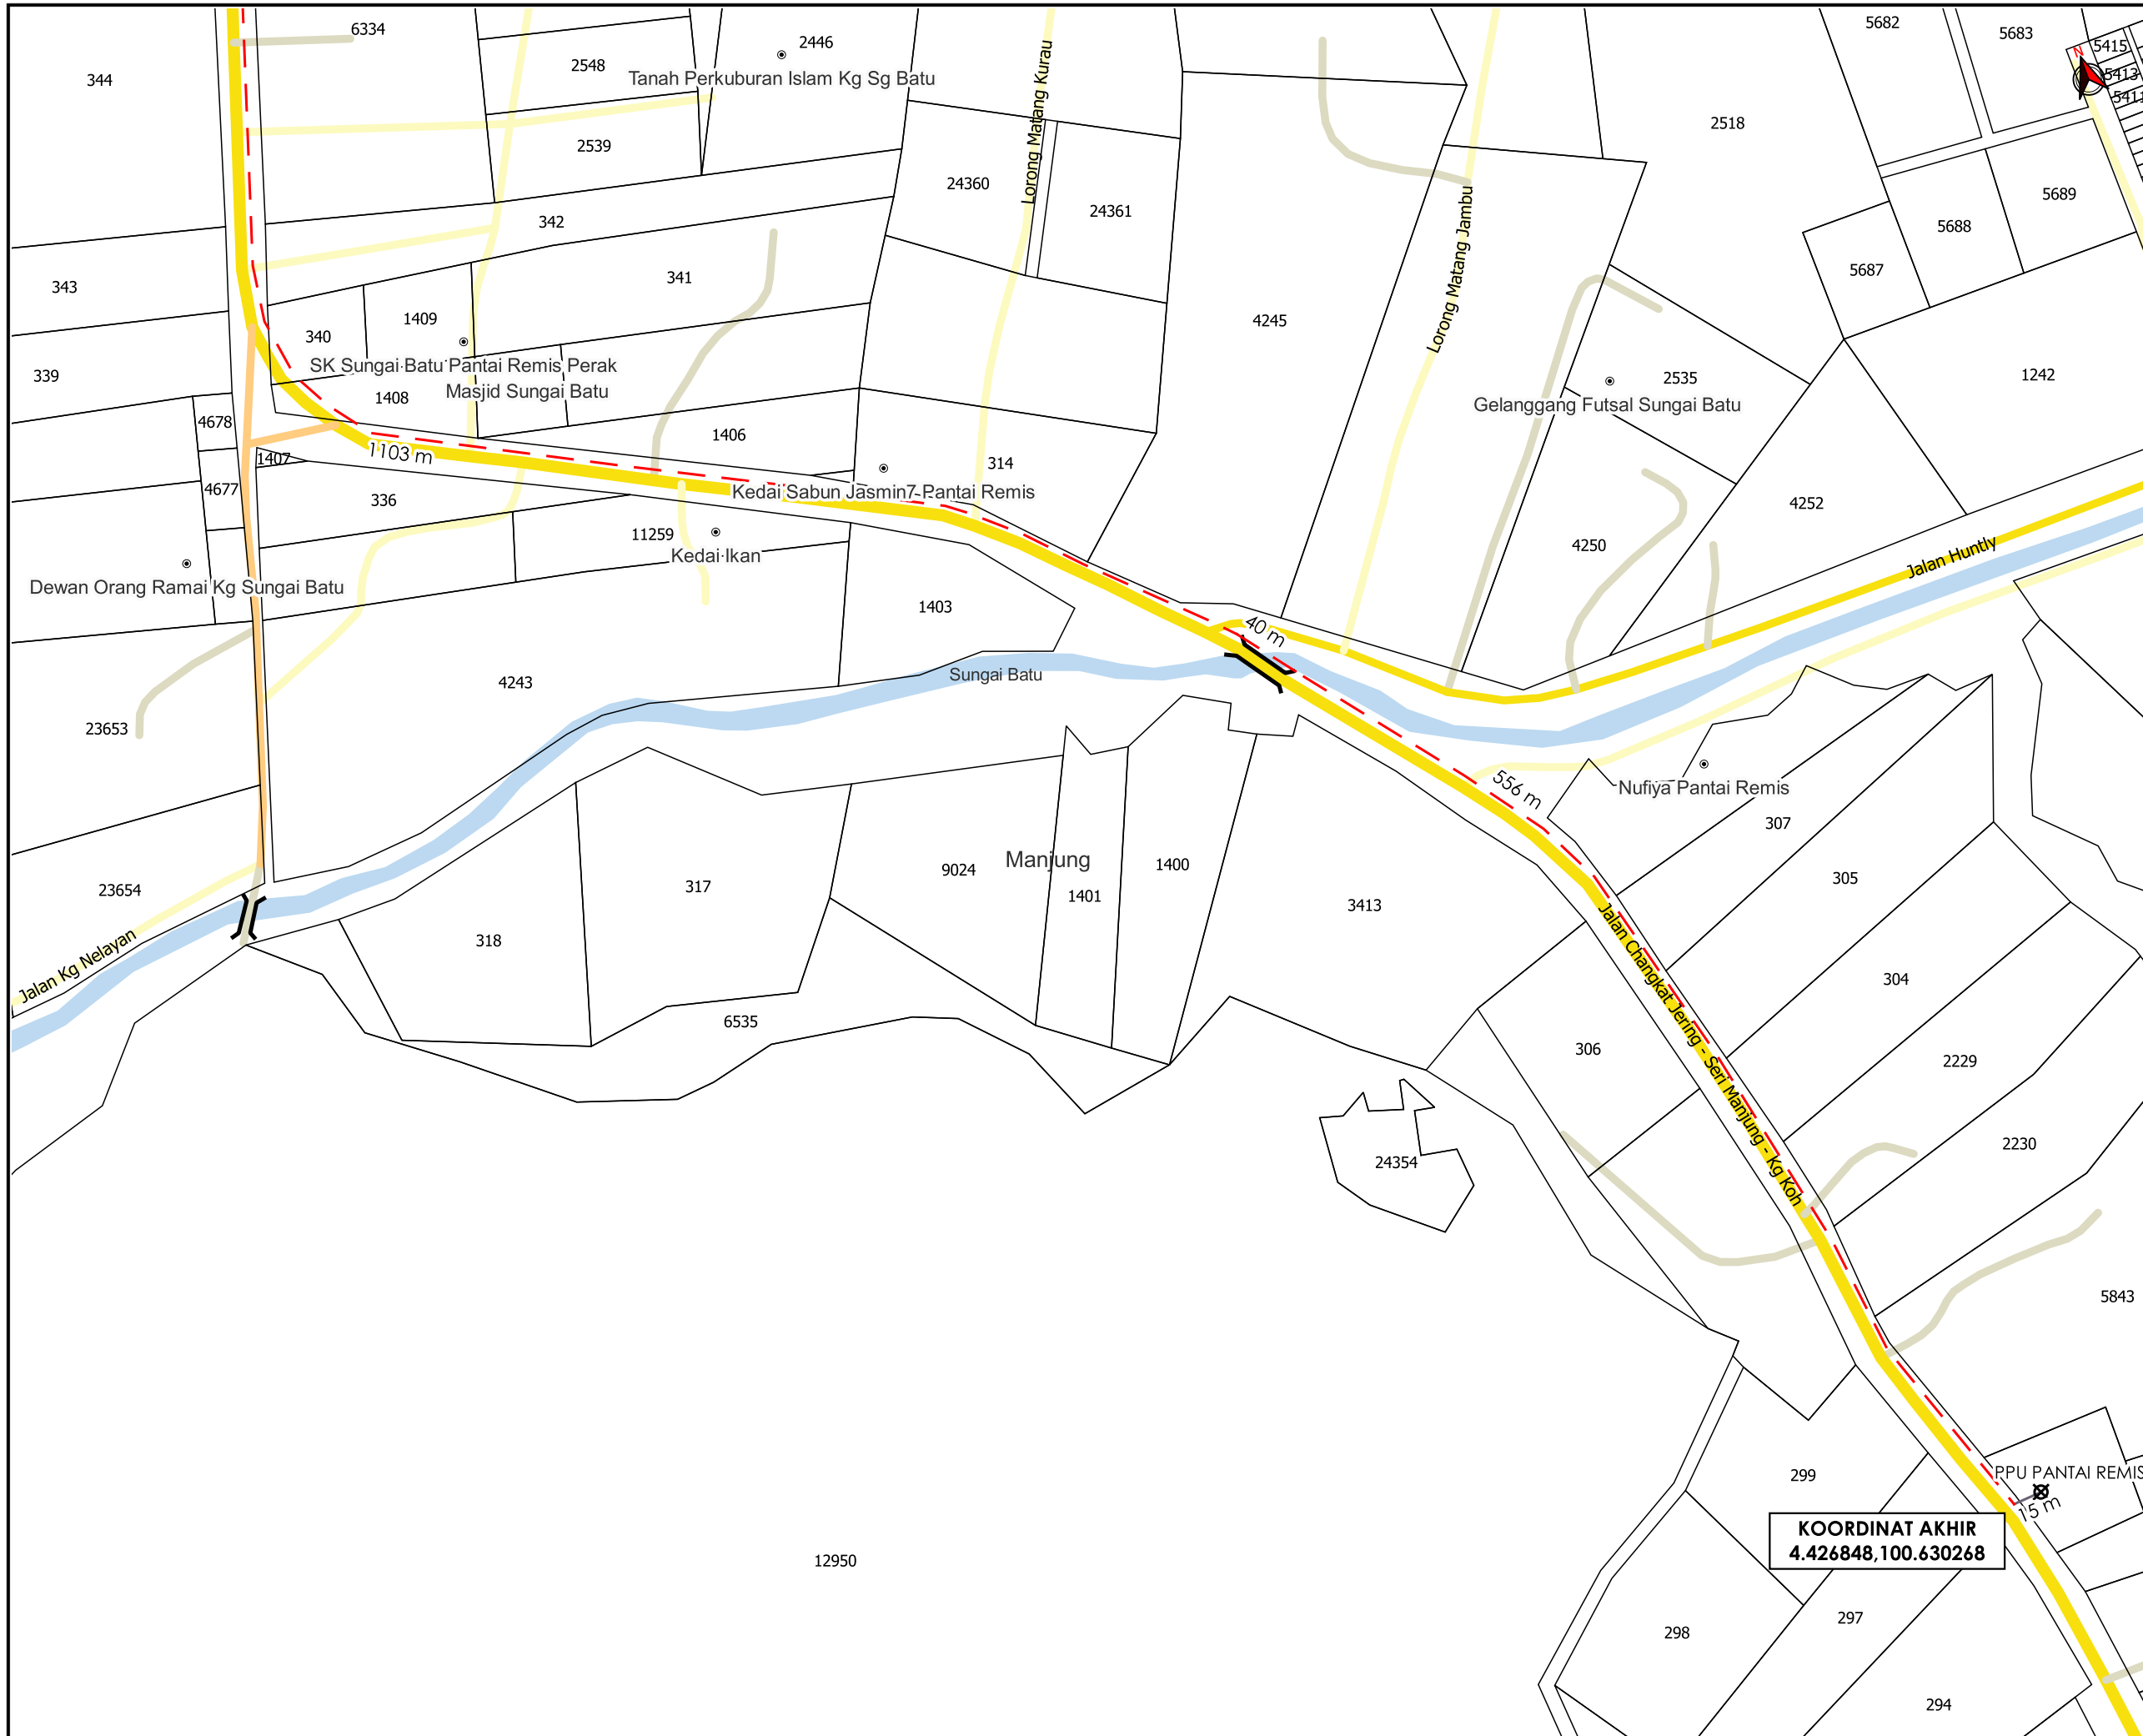 6334
344
2548
2446
Tanah Perkuburan Islam Kg Sg Batu
Lorong Matang Kurau
5682
5683
5415
N
5413
5411
2518
2539
24360
24361
5689
5688
5687
342
343
341
Lorong Matang Jambu
340
1409
4245
339
SK Sungai Batu Pantai Remis Perak
Masjid Sungai Batu
1408
2535
Gelanggang Futsal Sungai Batu
1242
4678
1406
1407
1103 m
314
4677
336
Kedai Sabun Jasmin7-Pantai Remis
4252
11259
Kedai Ikan
4250
Jalan Huntly
Dewan Orang Ramai Kg Sungai Batu
1403
40 m
Sungai Batu
4243
23653
556 m
Nufiya Pantai Remis
307
Manjung
9024
1400
1401
317
305
23654
3413
318
Jalan Kg Nelayan
Jalan Changkat Jering - Seri Manjung - Kg Koh
304
6535
306
2229
24354
2230
5843
299
PPU PANTAI REMIS
15 m
KOORDINAT AKHIR
4.426848,100.630268
12950
298
297
294